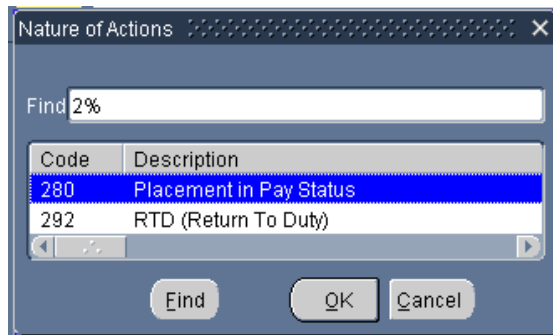 Nature of Actions
Find 2%
Code Description
280 Placement in Pay Status
292 RTD (Return To Duty)
Find OK Cancel